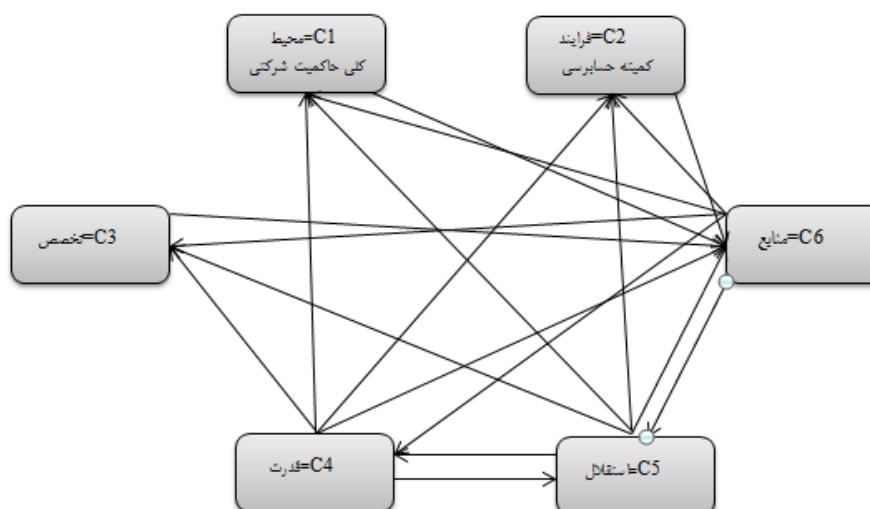 C1=محیط
کلی حاکمیت شرکتی
C2=فرایند
کمیته حسابرسی
C3=تخصص
C6=منابع
C4=قدرت
C5=استقلال